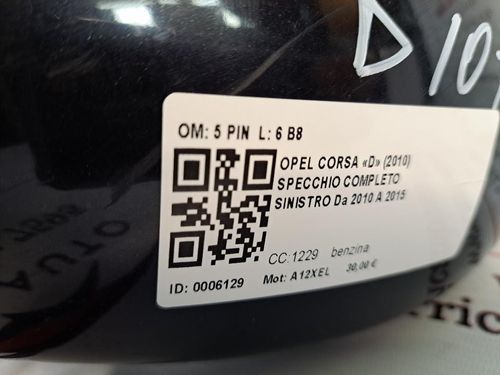 D 10
OM: 5 PIN L: 6 B8
OPEL CORSA «D» (2010)
SPECCHIO COMPLETO
SINISTRO Da 2010 A 2015
CC:1229 benzina
ID: 0006129 Mot: A12XEL 30,00 €